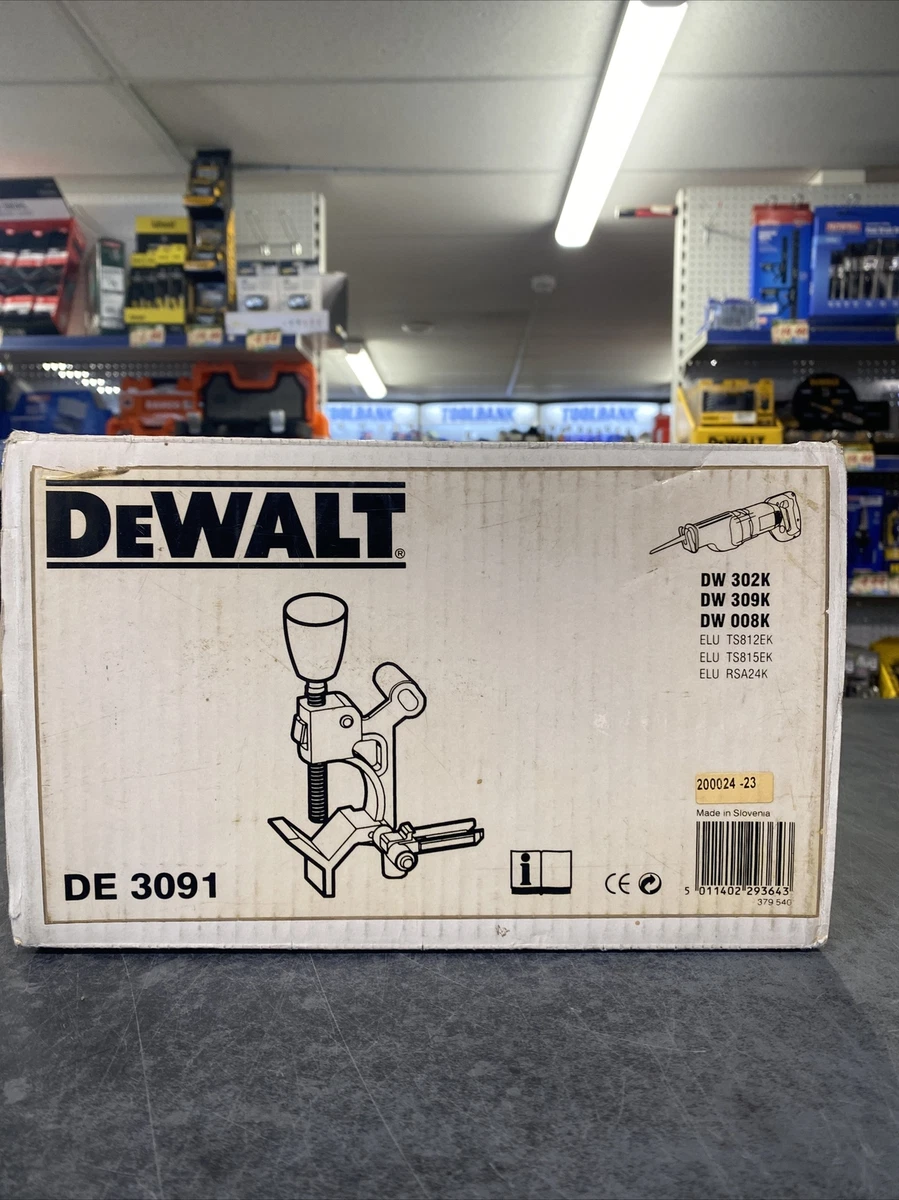 TOOLBANK TOOLBANK TOOLBANK
DEWALT
DEWALT®
DW 302K
DW 309K
DW 008K
ELU TS812EK
ELU TS815EK
ELU RSA24K
200024 -23
Made in Slovenia
DE 3091
i
CE
5 011402 293643
379 540